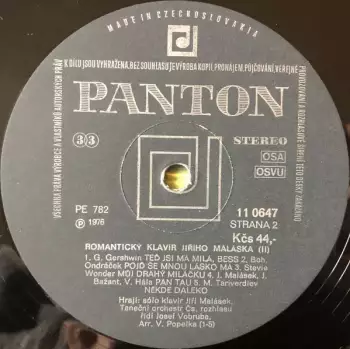 MADE IN CZECHOSLOVAKIA
VŠECHNA PRÁVA VÝROBCE A VLASTNÍKŮ AUTORSKÝCH PRÁV K DÍLU JSOU VYHRAŽENA. BEZ SOUHLASU JE VÝROBA KOPIÍ, PRONÁJEM, PŮJČOVÁNÍ, VEŘEJNÉ
PANTON
33
STEREO
OSA
OSVU
PE 782
Ⓟ 1976
11 0647
STRANA 2
Kčs 44,-
ROMANTICKÝ KLAVÍR JIŘÍHO MALÁSKA (II)
1. G. Gershwin TEĎ JSI MÁ MILÁ, BESS 2. Boh.
Ondráček POJĎ SE MNOU LÁSKO MÁ 3. Stevie
Wonder MŮJ DRAHÝ MILÁČKU 4. J. Malásek, J.
Bažant, V. Hála PAN TAU 5. M. Tariverdiev
NĚKDE DALEKO
Hrají: sólo klavír Jiří Malásek,
Taneční orchestr Čs. rozhlasu
řídí Josef Vobruba,
Arr. V. Popelka (1-5)